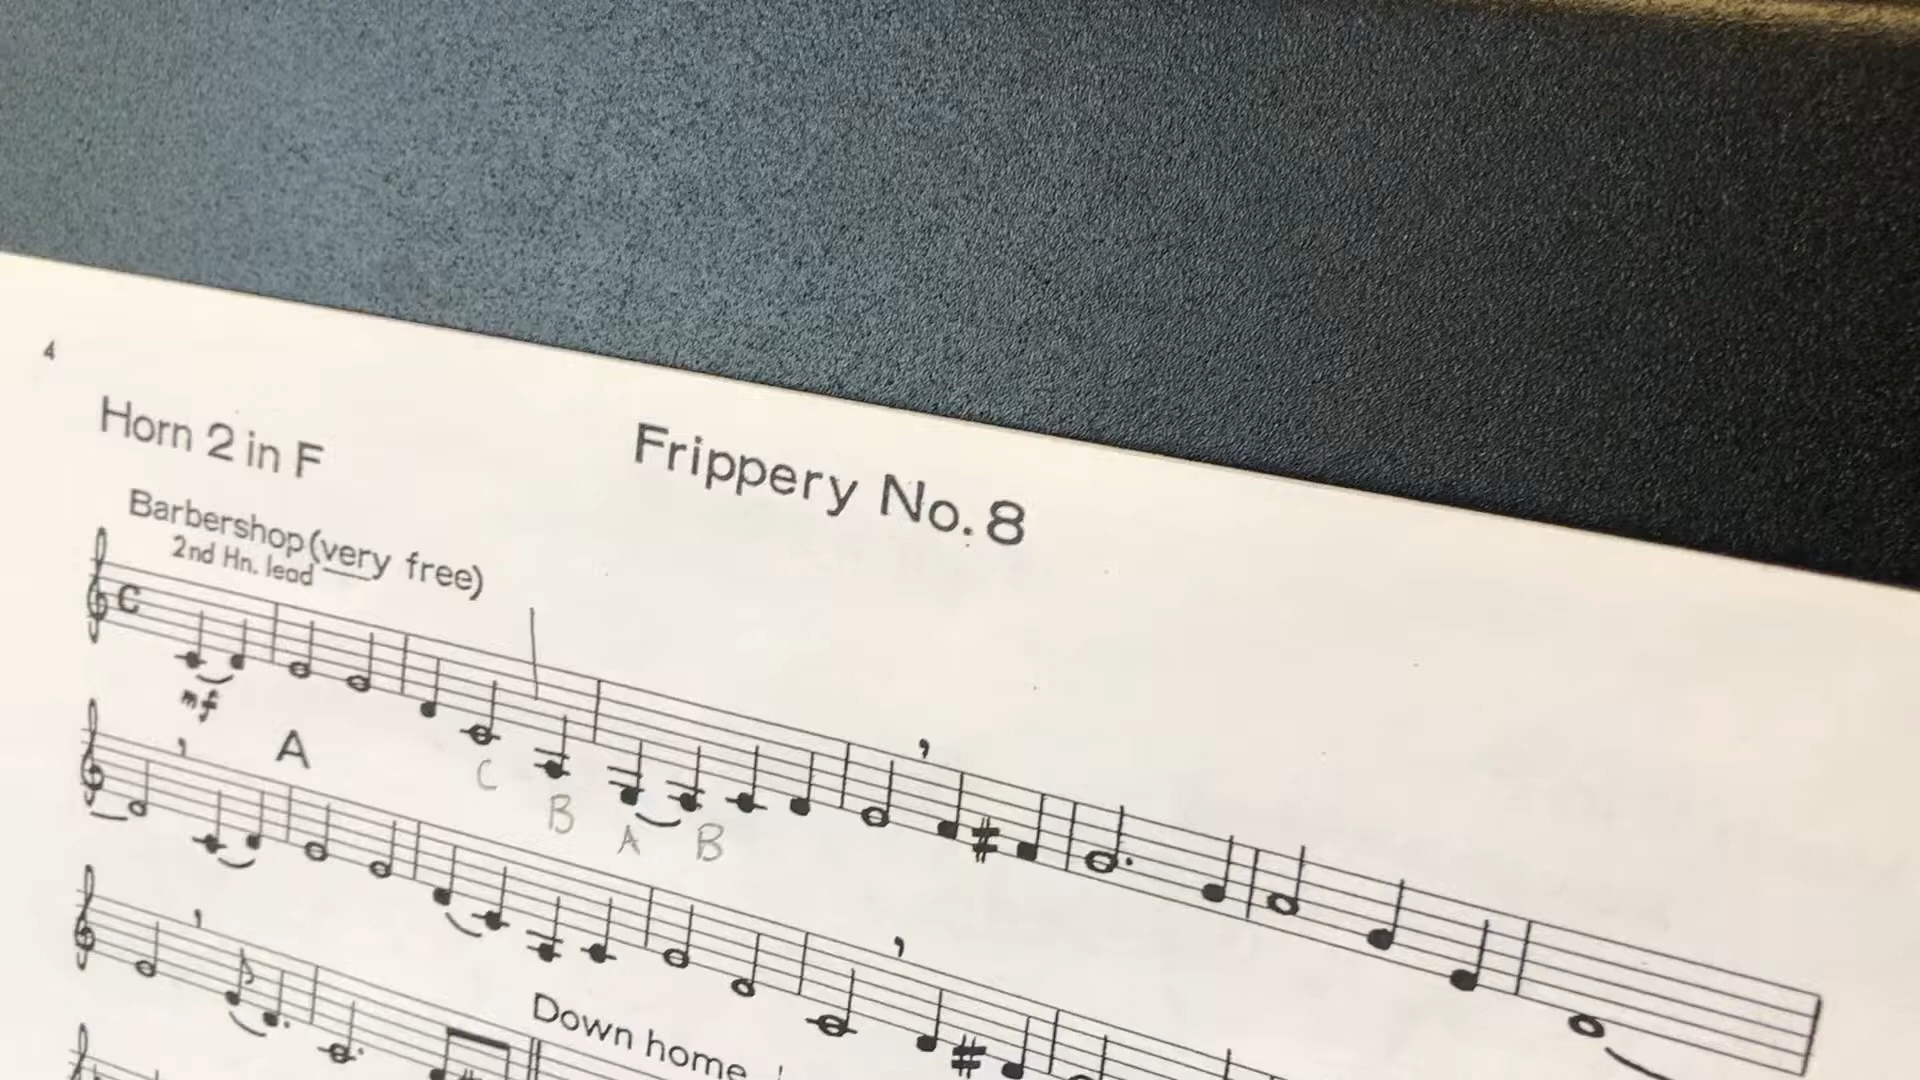 4
Horn 2 in F
Frippery No. 8
Barbershop (very free)
2nd Hn. lead
mf
C
B
A
B
A
Down home